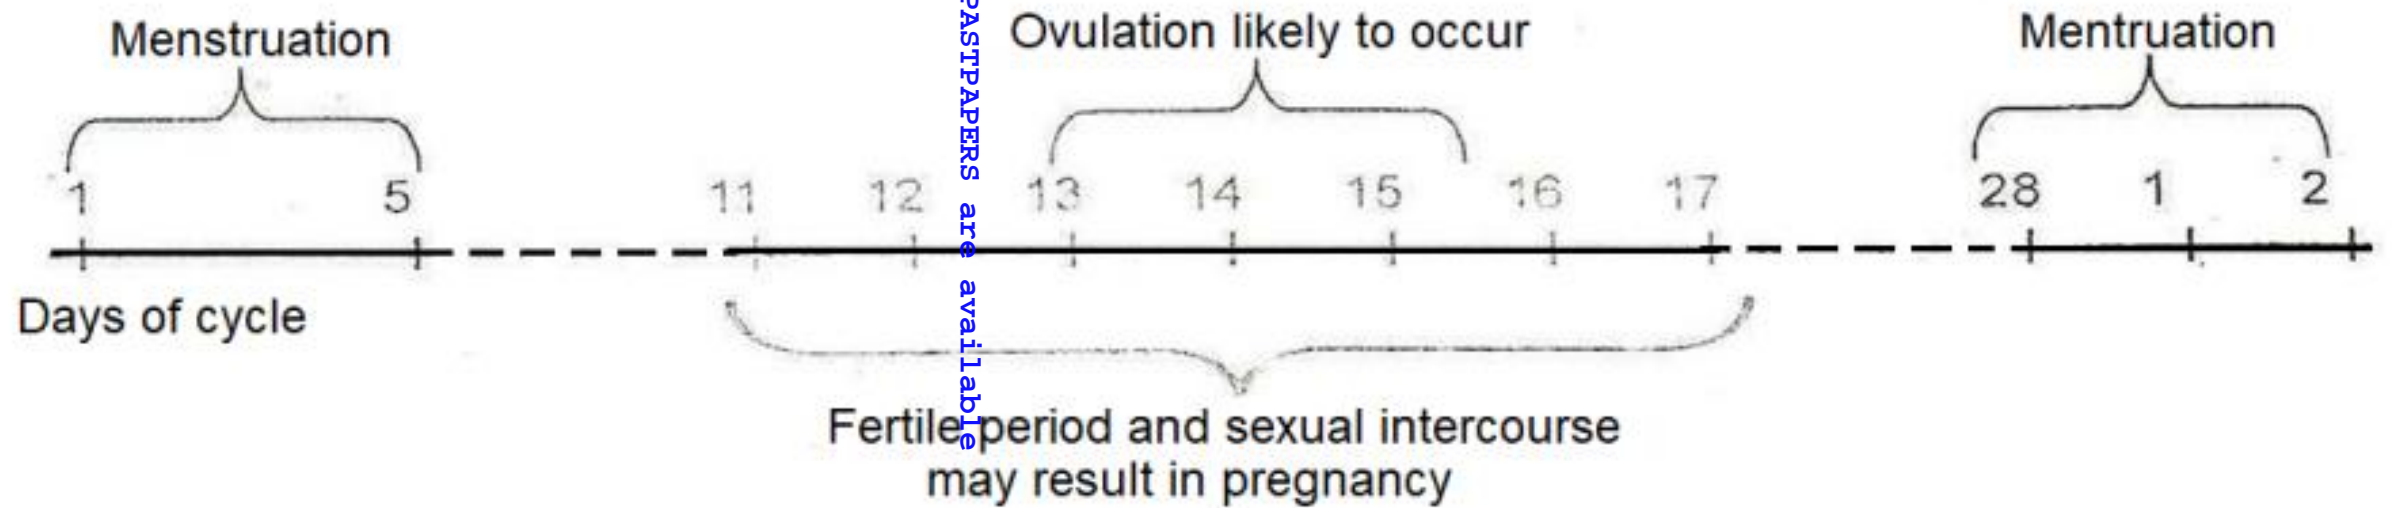 Menstruation
Ovulation likely to occur
Mentruation
1 5 11 12 13 14 15 16 17 28 1 2
Days of cycle
Fertile period and sexual intercourse
may result in pregnancy
PASTPAPERS are available